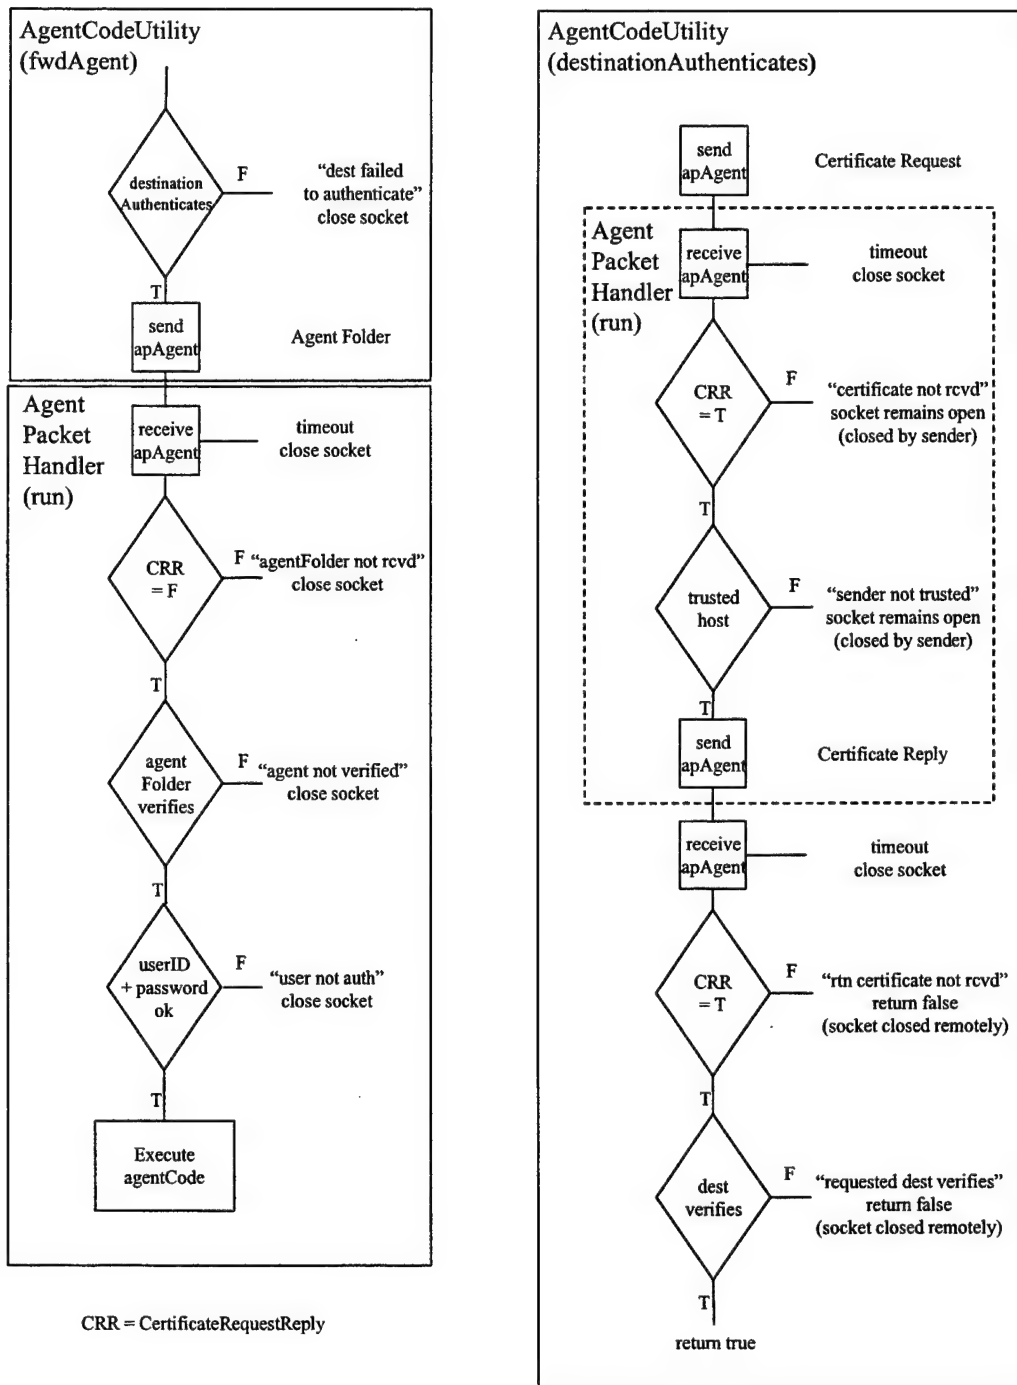 AgentCodeUtility
(fwdAgent)
destination
Authenticates
F
“dest failed
to authenticate”
close socket
T
send
apAgent
Agent Folder
Agent
Packet
Handler
(run)
receive
apAgent
timeout
close socket
CRR
= F
F
“agentFolder not rcvd”
close socket
T
agent
Folder
verifies
F
“agent not verified”
close socket
T
userID
+ password
ok
F
“user not auth”
close socket
T
Execute
agentCode
CRR = CertificateRequestReply
AgentCodeUtility
(destinationAuthenticates)
send
apAgent
Certificate Request
Agent
Packet
Handler
(run)
receive
apAgent
timeout
close socket
CRR
= T
F
“certificate not rcvd”
socket remains open
(closed by sender)
T
trusted
host
F
“sender not trusted”
socket remains open
(closed by sender)
T
send
apAgent
Certificate Reply
receive
apAgent
timeout
close socket
CRR
= T
F
“rtn certificate not rcvd”
return false
(socket closed remotely)
T
dest
verifies
F
“requested dest verifies”
return false
(socket closed remotely)
T
return true